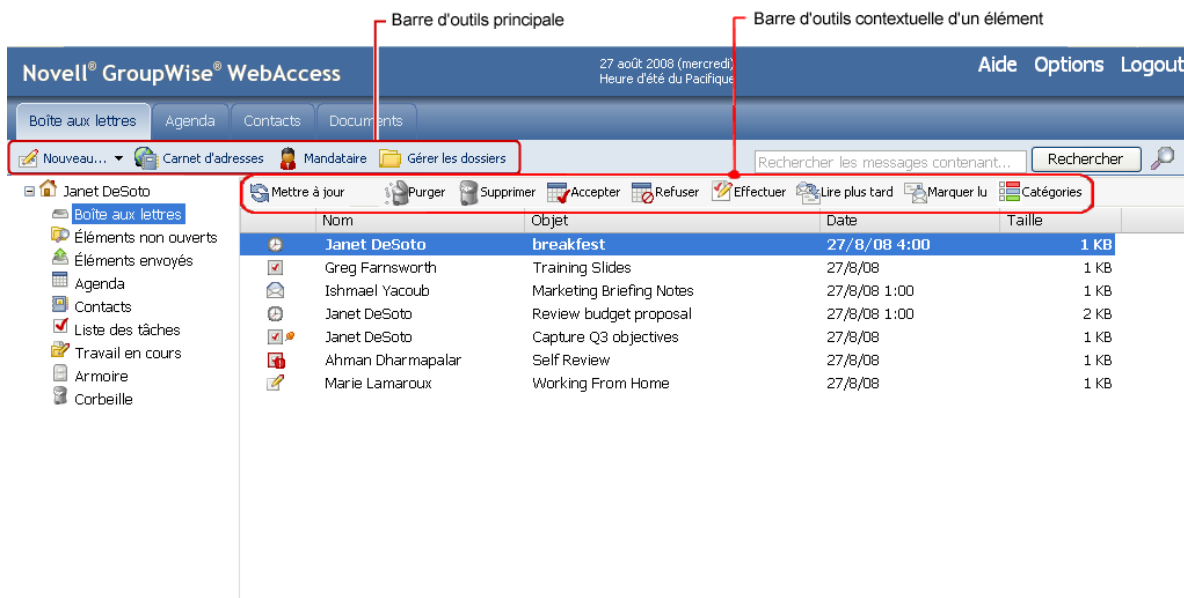 Barre d'outils principale
Barre d'outils contextuelle d'un élément
Novell® GroupWise® WebAccess
27 août 2008 (mercredi)
Heure d'été du Pacifique
Aide Options Logout
Boîte aux lettres Agenda Contacts Documents
Nouveau... Carnet d'adresses Mandataire Gérer les dossiers
Rechercher les messages contenant... Rechercher
Janet DeSoto
Boîte aux lettres
Éléments non ouverts
Éléments envoyés
Agenda
Contacts
Liste des tâches
Travail en cours
Armoire
Corbeille
Mettre à jour Purger Supprimer Accepter Refuser Effectuer Lire plus tard Marquer lu Catégories
Nom Objet Date Taille
Janet DeSoto breakfest 27/8/08 4:00 1 KB
Greg Farnsworth Training Slides 27/8/08 1 KB
Ishmael Yacoub Marketing Briefing Notes 27/8/08 1:00 1 KB
Janet DeSoto Review budget proposal 27/8/08 1:00 2 KB
Janet DeSoto Capture Q3 objectives 27/8/08 1 KB
Ahman Dharmapalar Self Review 27/8/08 1 KB
Marie Lamaroux Working From Home 27/8/08 1 KB